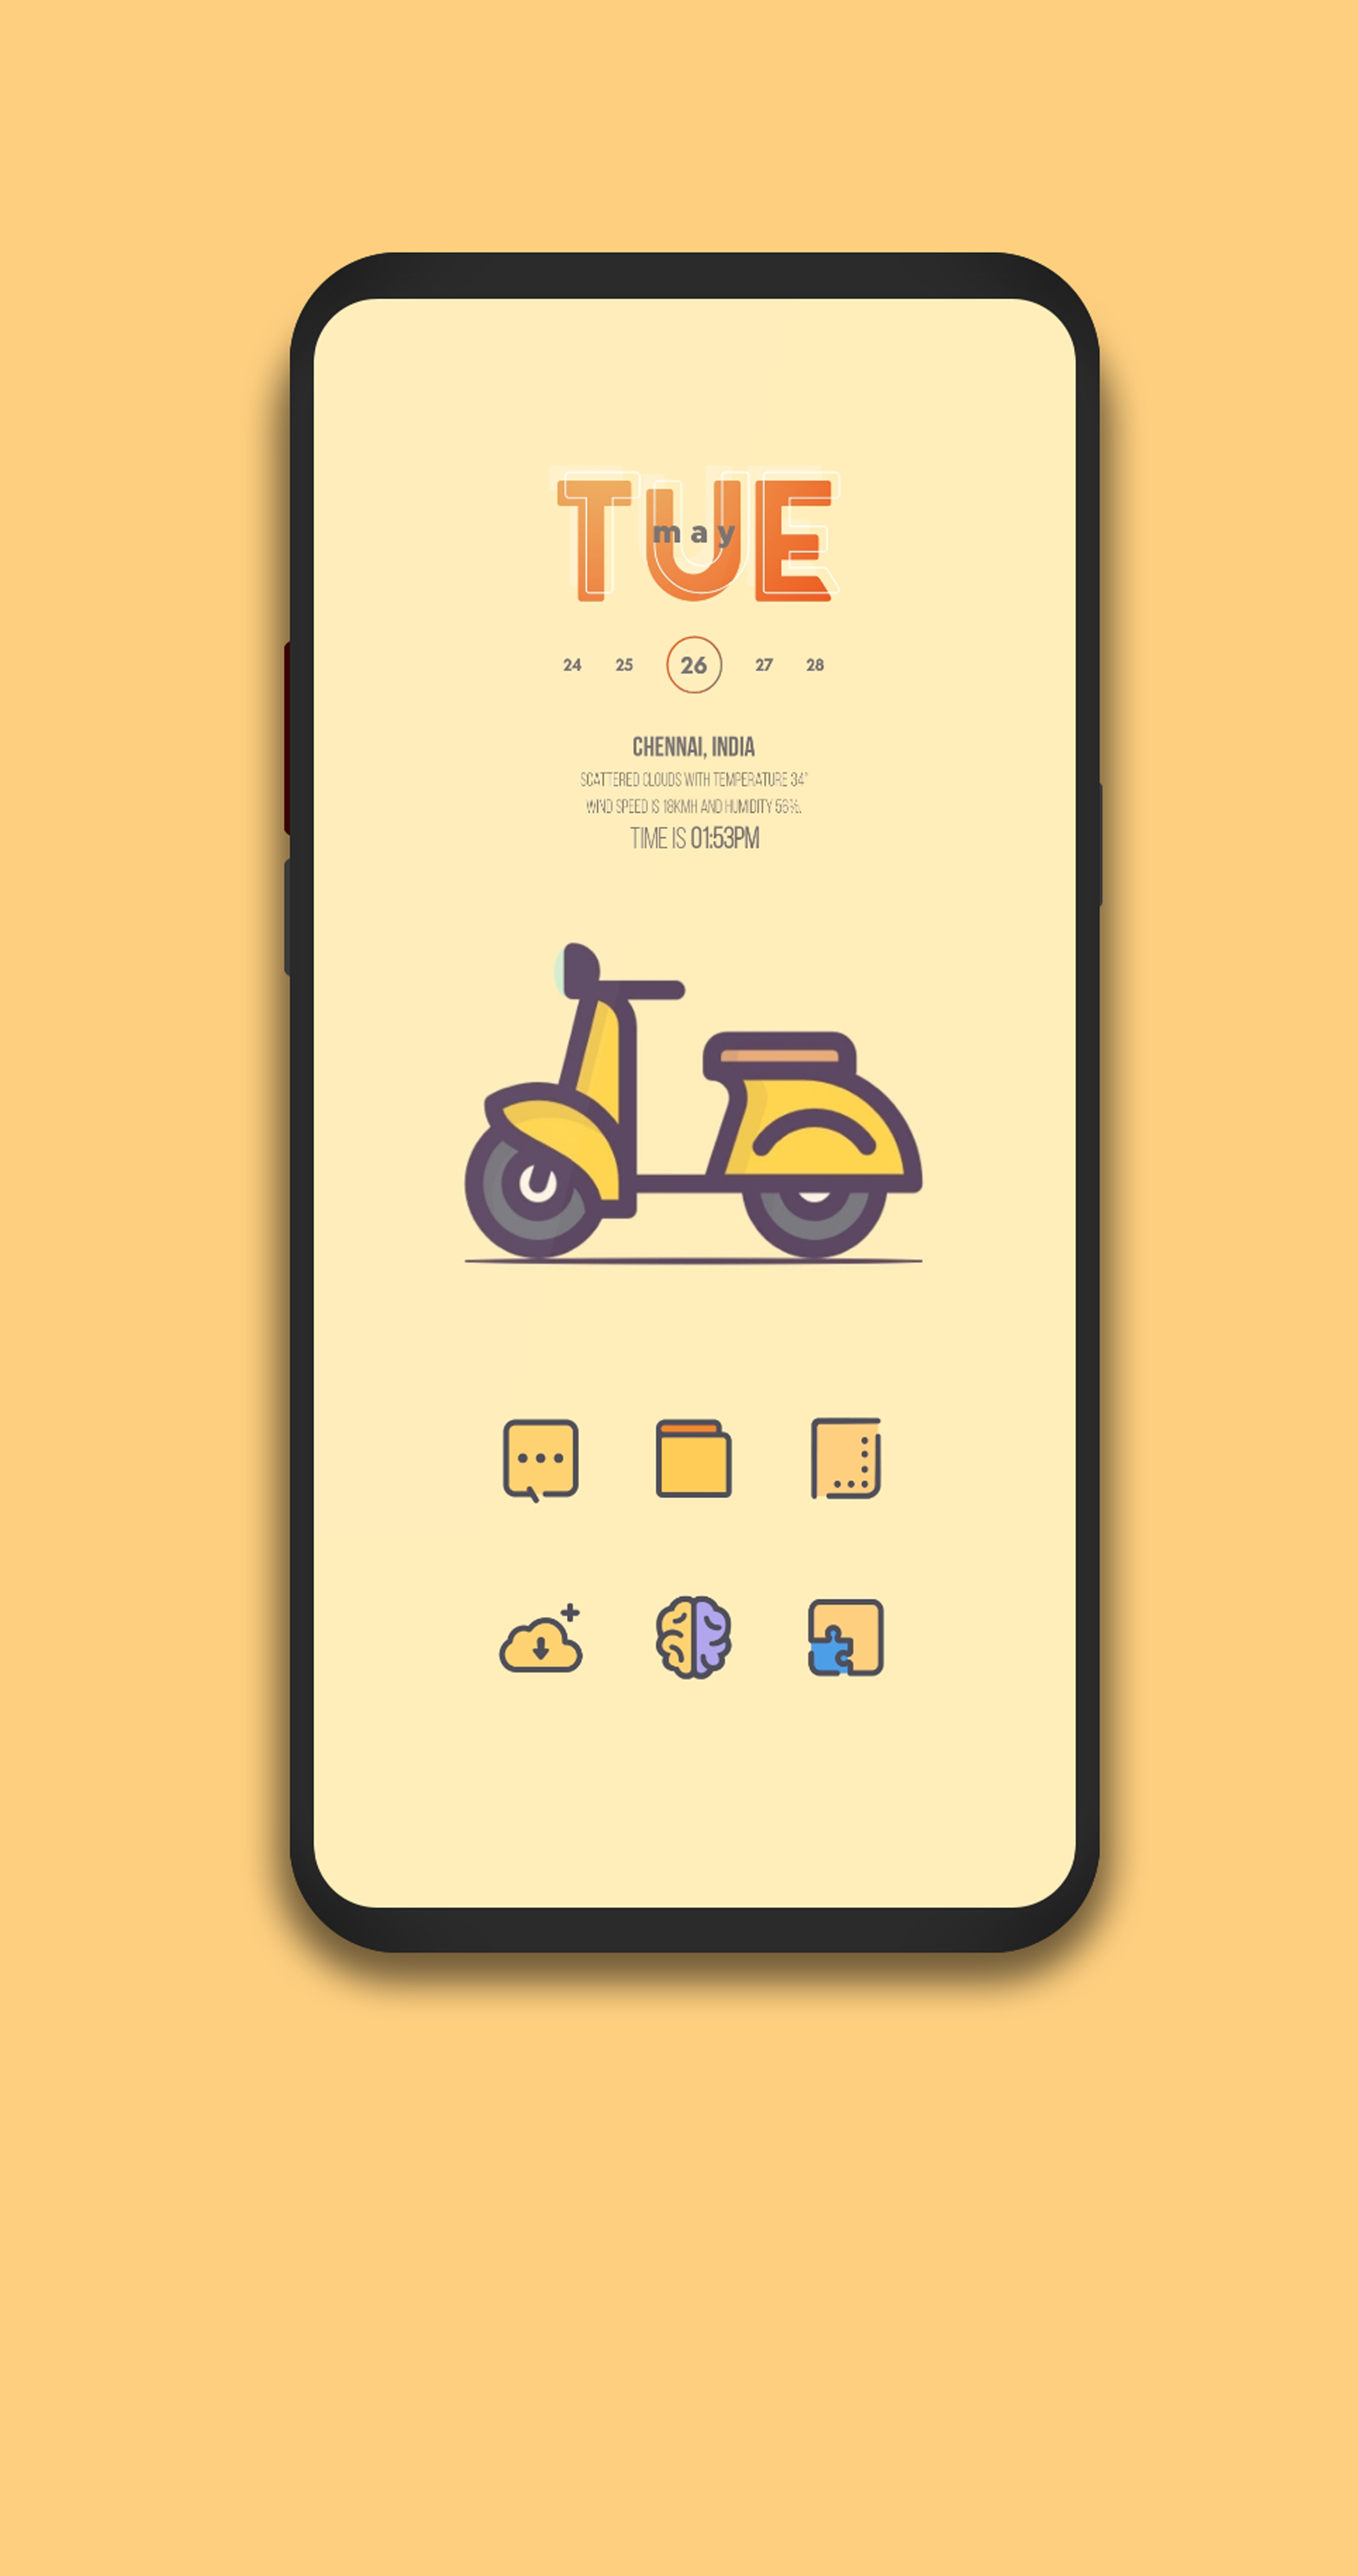 TUE
may
24 25 26 27 28
CHENNAI, INDIA
SCATTERED CLOUDS WITH TEMPERATURE 34°
WIND SPEED IS 18KMH AND HUMIDITY 56%.
TIME IS 01:53PM